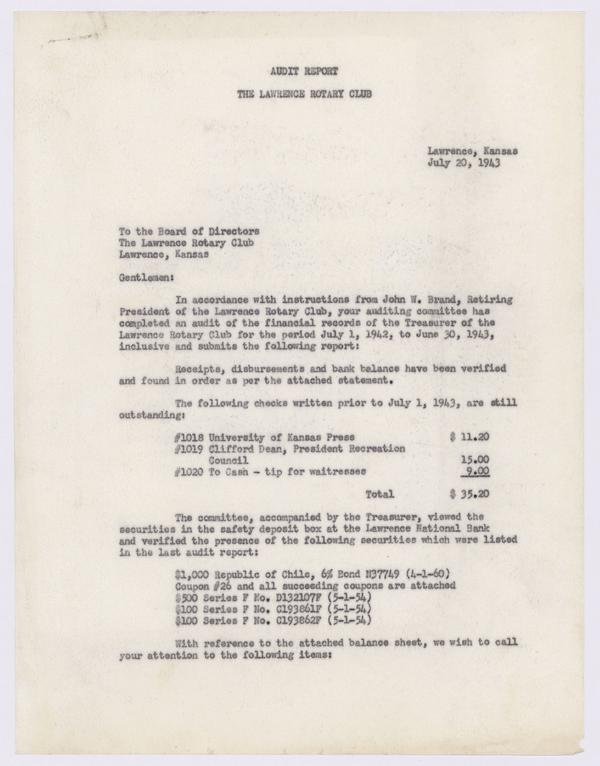 AUDIT REPORT
THE LAWRENCE ROTARY CLUB
Lawrence, Kansas
July 20, 1943
To the Board of Directors
The Lawrence Rotary Club
Lawrence, Kansas
Gentlemen:
In accordance with instructions from John W. Brand, Retiring
President of the Lawrence Rotary Club, your auditing committee has
completed an audit of the financial records of the Treasurer of the
Lawrence Rotary Club for the period July 1, 1942, to June 30, 1943,
inclusive and submits the following report:
Receipts, disbursements and bank balance have been verified
and found in order as per the attached statement.
The following checks written prior to July 1, 1943, are still
outstanding:
#1018 University of Kansas Press $ 11.20
#1019 Clifford Dean, President Recreation
Council 15.00
#1020 To Cash - tip for waitresses 9.00
Total $ 35.20
The committee, accompanied by the Treasurer, viewed the
securities in the safety deposit box at the Lawrence National Bank
and verified the presence of the following securities which were listed
in the last audit report:
$1,000 Republic of Chile, 6% Bond N37749 (4-1-60)
Coupon #26 and all succeeding coupons are attached
$500 Series F No. D132107F (5-1-54)
$100 Series F No. C193861F (5-1-54)
$100 Series F No. C193862F (5-1-54)
With reference to the attached balance sheet, we wish to call
your attention to the following items: